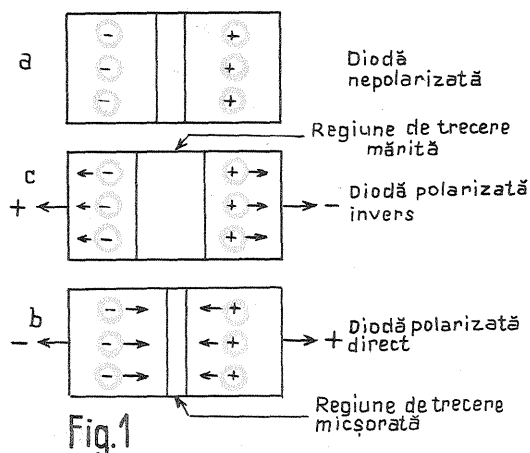 a
Diodă
nepolarizată
Regiune de trecere
mărită
c
+ −
Diodă polarizată
invers
b
− +
Diodă polarizată
direct
Regiune de trecere
micșorată
Fig.1